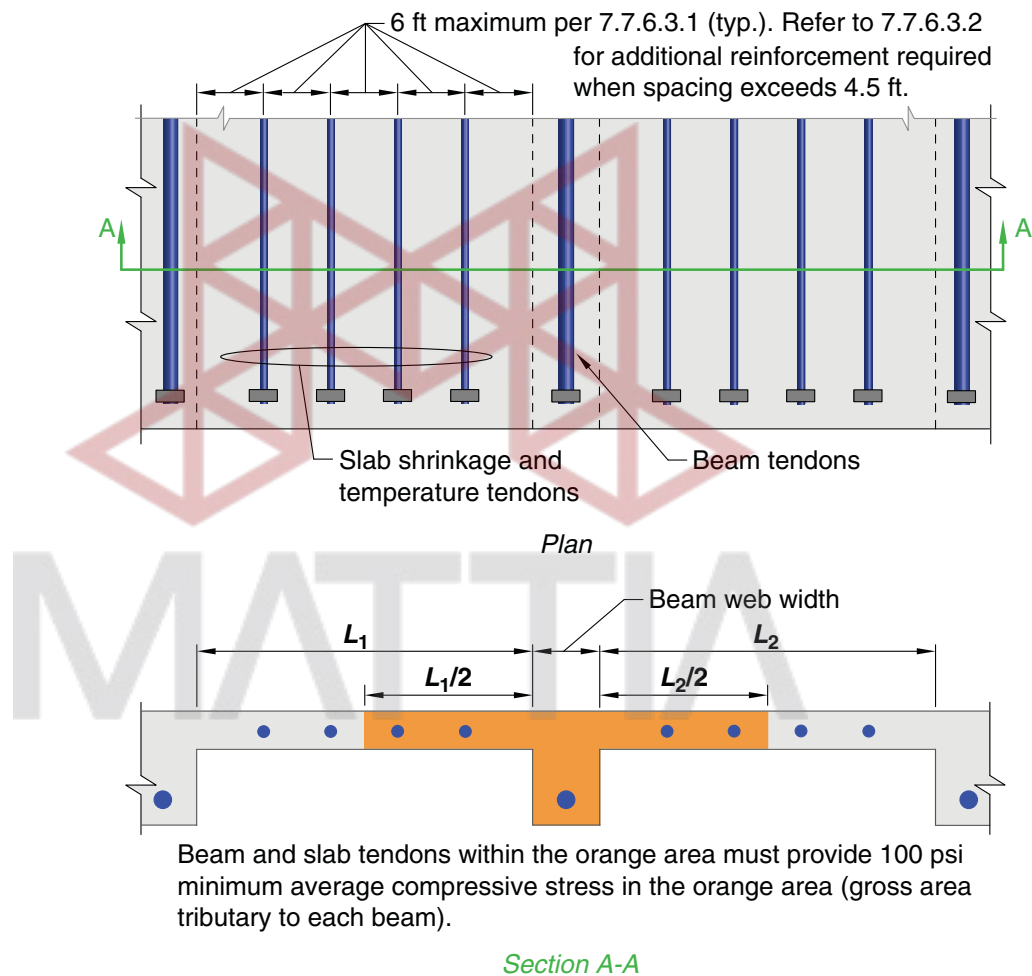 6 ft maximum per 7.7.6.3.1 (typ.). Refer to 7.7.6.3.2
for additional reinforcement required
when spacing exceeds 4.5 ft.
A
A
Slab shrinkage and
temperature tendons
Beam tendons
Plan
MATTIA
Beam web width
L1
L2
L1/2
L2/2
Beam and slab tendons within the orange area must provide 100 psi
minimum average compressive stress in the orange area (gross area
tributary to each beam).
Section A-A